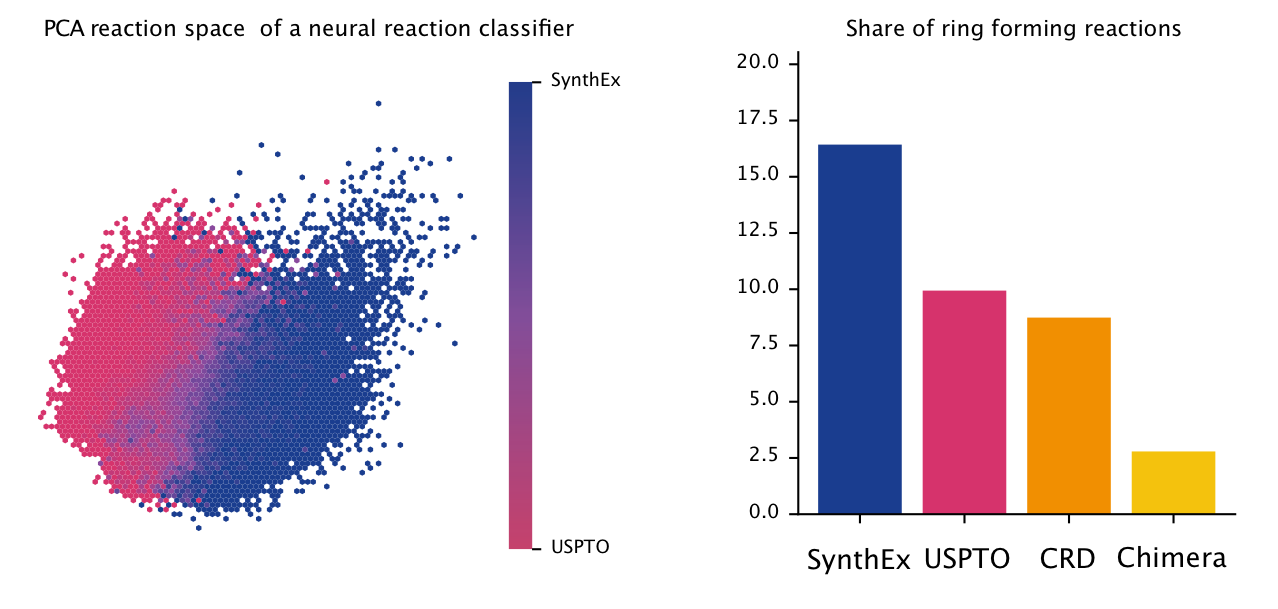 PCA reaction space  of a neural reaction classifier
SynthEx
USPTO
Share of ring forming reactions
20.0
17.5
15.0
12.5
10.0
7.5
5.0
2.5
0.0
SynthEx USPTO CRD Chimera